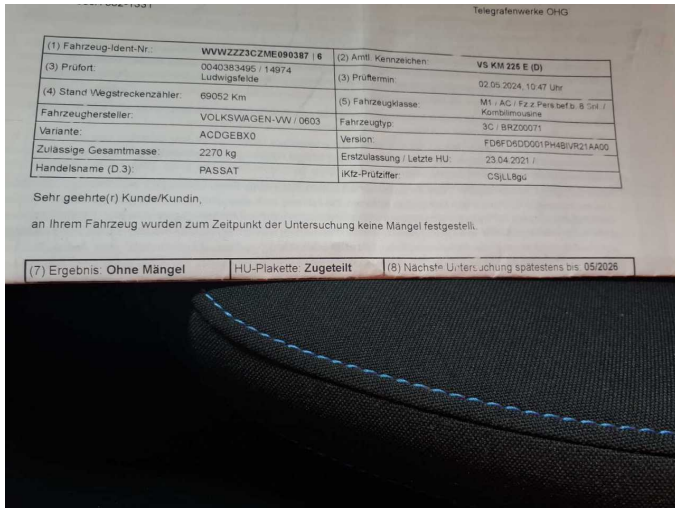 Telegrafenwerke OHG
(1) Fahrzeug-Ident-Nr.: WVWZZZ3CZME090387 | 6 (2) Amtl. Kennzeichen: VS KM 225 E (D)
(3) Prüfort: 0040383495 / 14974 Ludwigsfelde (3) Prüftermin: 02.05.2024, 10:47 Uhr
(4) Stand Wegstreckenzähler: 69052 Km (5) Fahrzeugklasse: M1 / AC / Fz.z.Pers.bef.b. 8 Spl. / Kombilimousine
Fahrzeughersteller: VOLKSWAGEN-VW / 0603 Fahrzeugtyp: 3C / BRZ00071
Variante: ACDGEBX0 Version: FD6FD6DD001PH4BIVR21AA00
Zulässige Gesamtmasse: 2270 kg Erstzulassung / Letzte HU: 23.04.2021 /
Handelsname (D.3): PASSAT iKfz-Prüfziffer: CSjLL8gd
Sehr geehrte(r) Kunde/Kundin,
an Ihrem Fahrzeug wurden zum Zeitpunkt der Untersuchung keine Mängel festgestellt.
(7) Ergebnis: Ohne Mängel HU-Plakette: Zugeteilt (8) Nächste Untersuchung spätestens bis: 05/2026